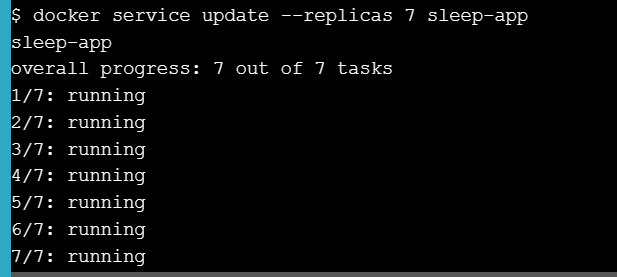 $ docker service update --replicas 7 sleep-app
sleep-app
overall progress: 7 out of 7 tasks
1/7: running
2/7: running
3/7: running
4/7: running
5/7: running
6/7: running
7/7: running